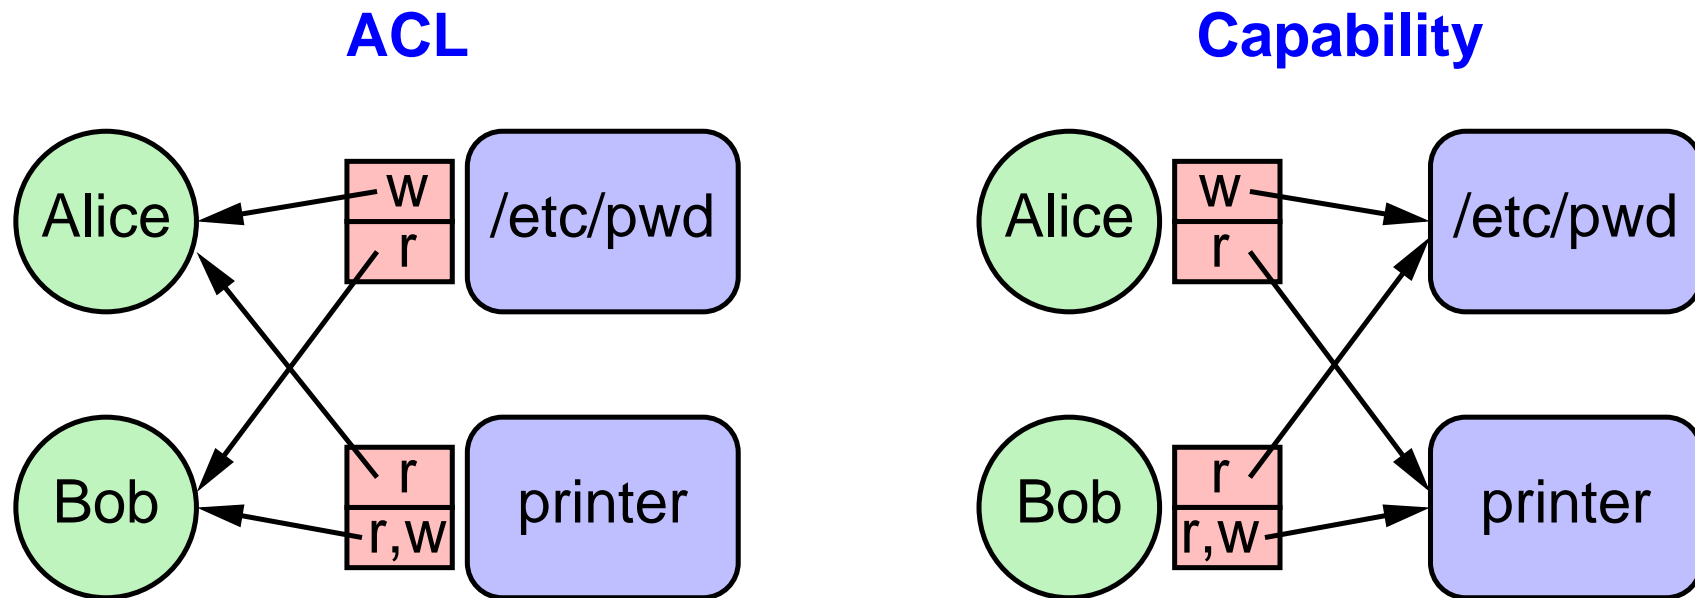 ACL
Capability
Alice
w
r
/etc/pwd
Bob
r
r,w
printer
Alice
w
r
/etc/pwd
Bob
r
r,w
printer